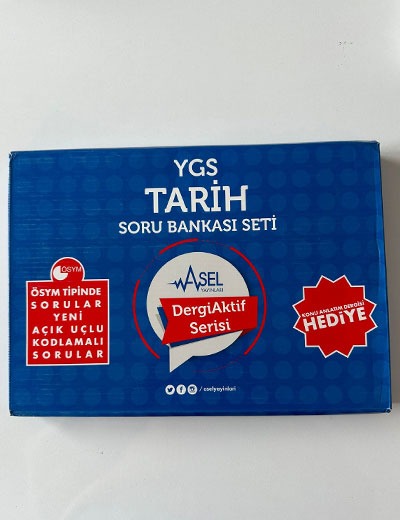 YGS
TARİH
SORU BANKASI SETİ
ÖSYM
ÖSYM TİPİNDE
SORULAR
YENİ
AÇIK UÇLU
KODLAMALI
SORULAR
ASEL
YAYINLARI
DergiAktif
Serisi
KONU ANLATIM DERGİSİ
HEDİYE
/aselyayinlari